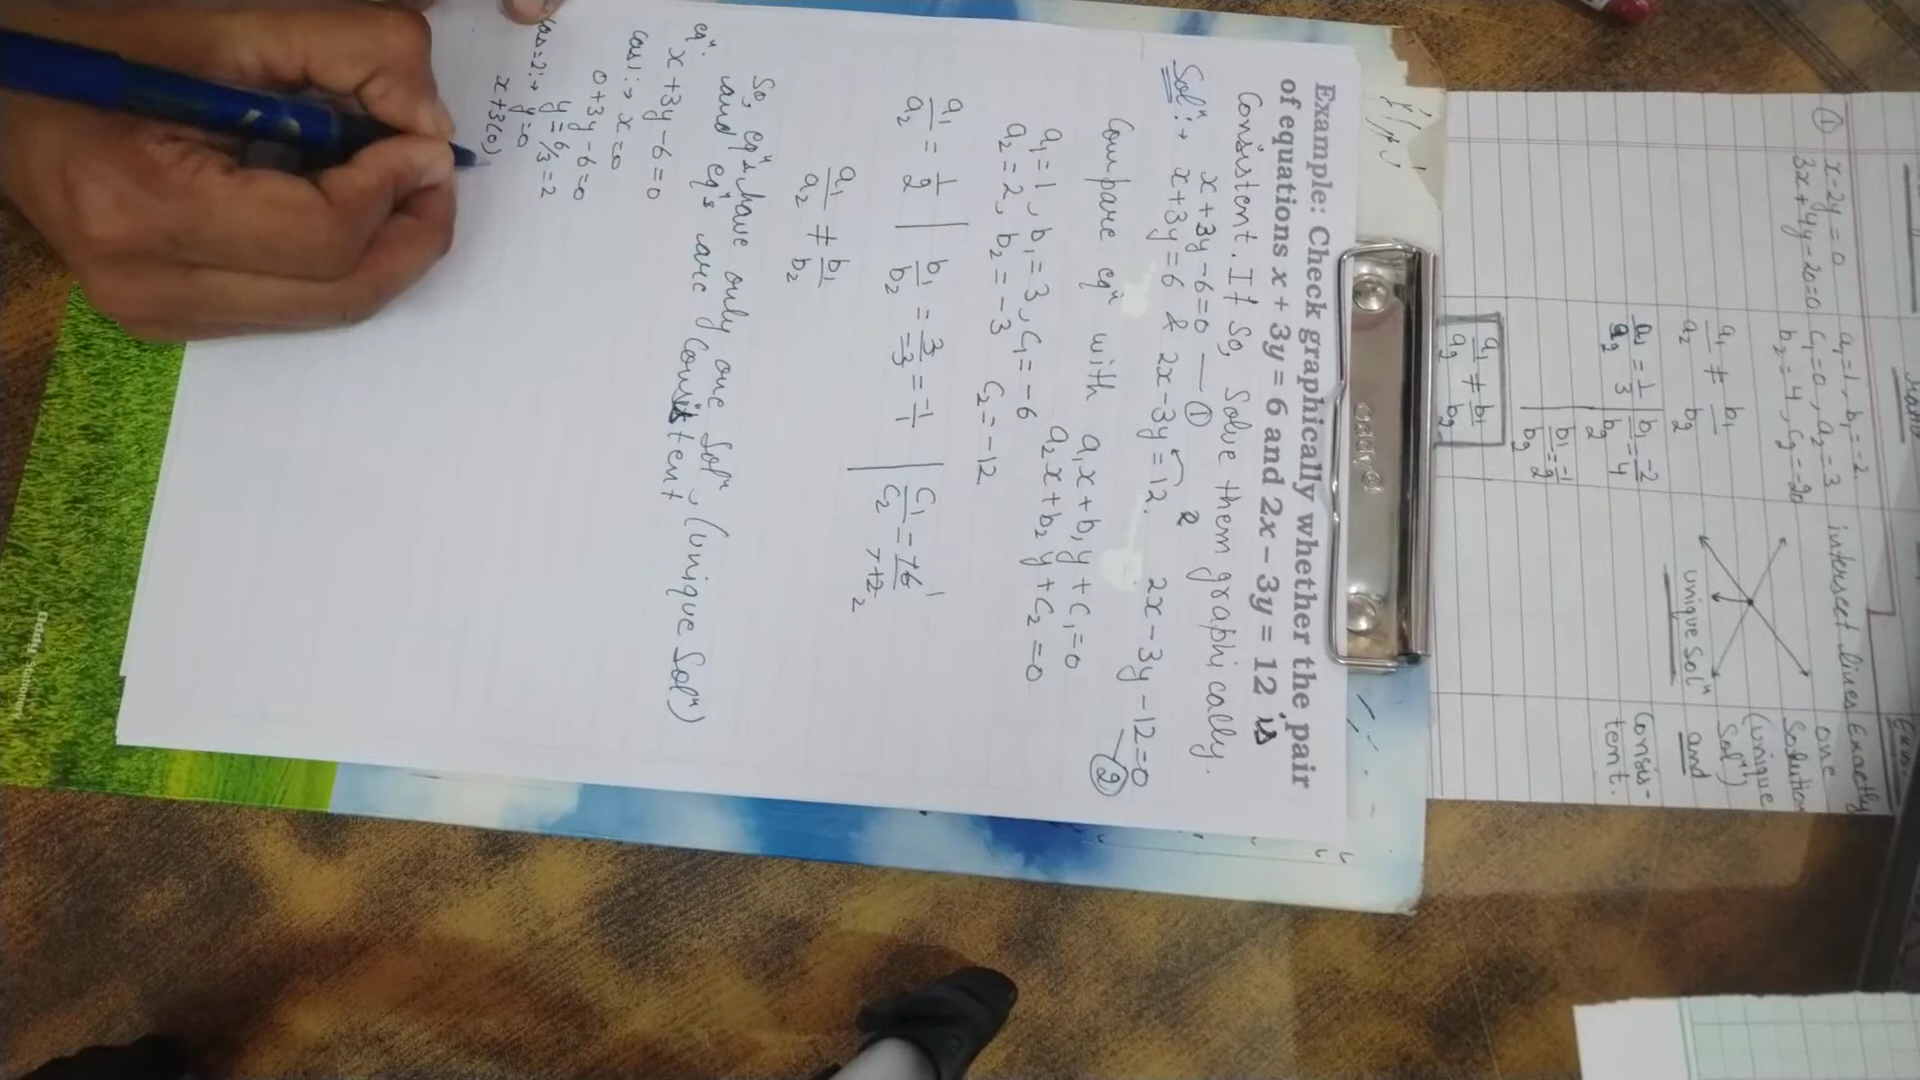 ① x-2y=0 a₁=1, b₁=-2 intersect lines Exactly
3x+4y-20=0 c₁=0, a₂=3 one
b₂=4, c₂=-20 Solution
(unique
a₁/a₂ ≠ b₁/b₂ Solⁿ)
unique Solⁿ and
a₁/a₂ = 1/3 | b₁/b₂ = -2/4 Consis-
tent.
b₁/b₂ = -1/2
a₁/a₂ ≠ b₁/b₂
Example: Check graphically whether the pair
of equations x + 3y = 6 and 2x – 3y = 12 is
Consistent. If So, Solve them graphically.
Solⁿ:→ x+3y=6 & 2x-3y=12.
x+3y-6=0 —① 2x-3y-12=0 —②
Compare eqⁿ with a₁x+b₁y+c₁=0
a₂x+b₂y+c₂=0
a₁=1, b₁=3, c₁=-6
a₂=2, b₂=-3 c₂=-12
a₁/a₂ = 1/2 | b₁/b₂ = 3/-3 = -1/1 | c₁/c₂ = -6/-12 1/2
a₁/a₂ ≠ b₁/b₂
So, eqⁿs have only one Solⁿ, (unique Solⁿ)
and eqⁿs are Consistent
eqⁿ: x+3y-6=0
Cas1:→ x=0
0+3y-6=0
y=6/3=2
Cas=2:→ y=0
x+3(0)
Oddy
Oddy